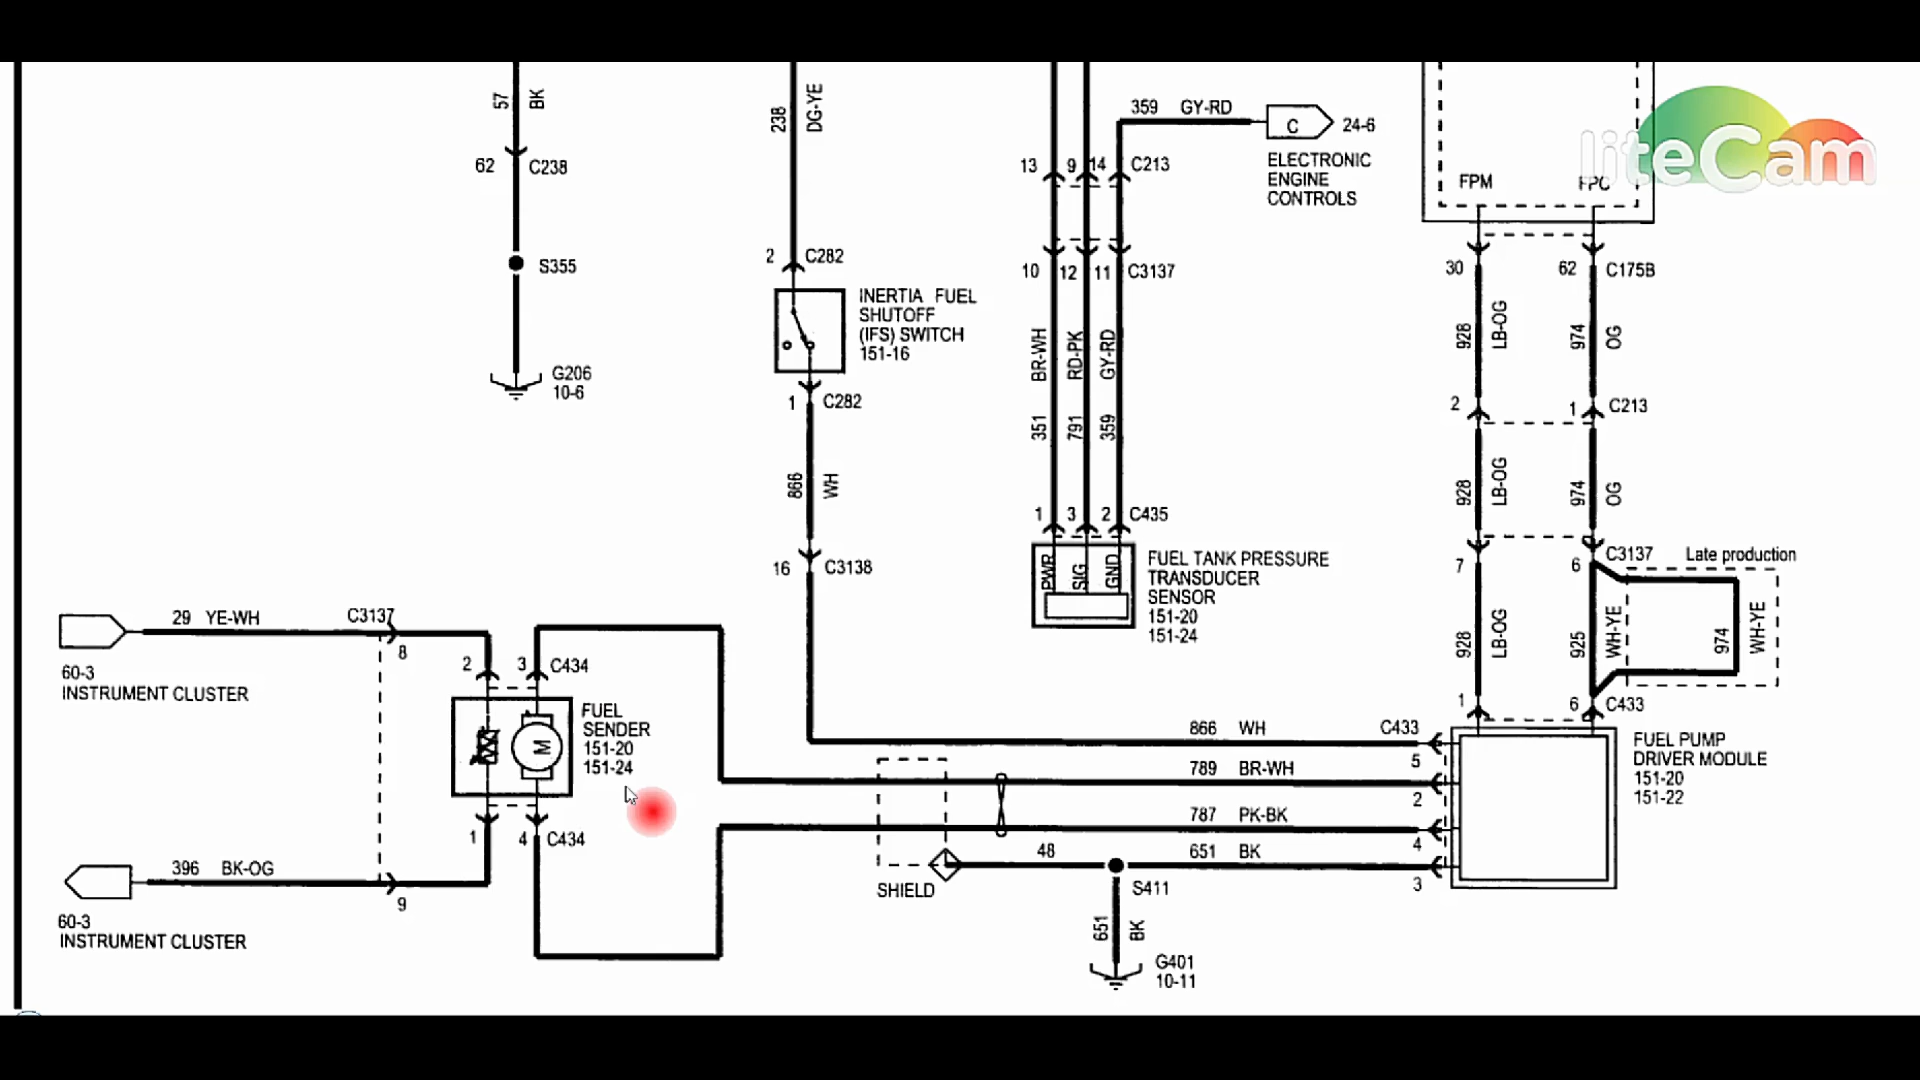 57 BK
62 C238
S355
G206
10-6
238 DG-YE
2 C282
INERTIA FUEL
SHUTOFF
(IFS) SWITCH
151-16
1 C282
866 WH
16 C3138
359 GY-RD
C 24-6
ELECTRONIC
ENGINE
CONTROLS
13 9 14 C213
10 12 11 C3137
351 BR-WH
791 RD-PK
359 GY-RD
1 3 2 C435
PWR SIG GND
FUEL TANK PRESSURE
TRANSDUCER
SENSOR
151-20
151-24
liteCam
FPM FPC
30 62 C175B
928 LB-OG 974 OG
2 1 C213
928 LB-OG 974 OG
7 6 C3137 Late production
928 LB-OG 925 WH-YE 974 WH-YE
1 6 C433
29 YE-WH C3137
8
60-3
INSTRUMENT CLUSTER
2 3 C434
M
FUEL
SENDER
151-20
151-24
1 4 C434
396 BK-OG
9
60-3
INSTRUMENT CLUSTER
866 WH C433
5
789 BR-WH
2
787 PK-BK
4
48 651 BK
3
SHIELD
S411
651 BK
G401
10-11
FUEL PUMP
DRIVER MODULE
151-20
151-22